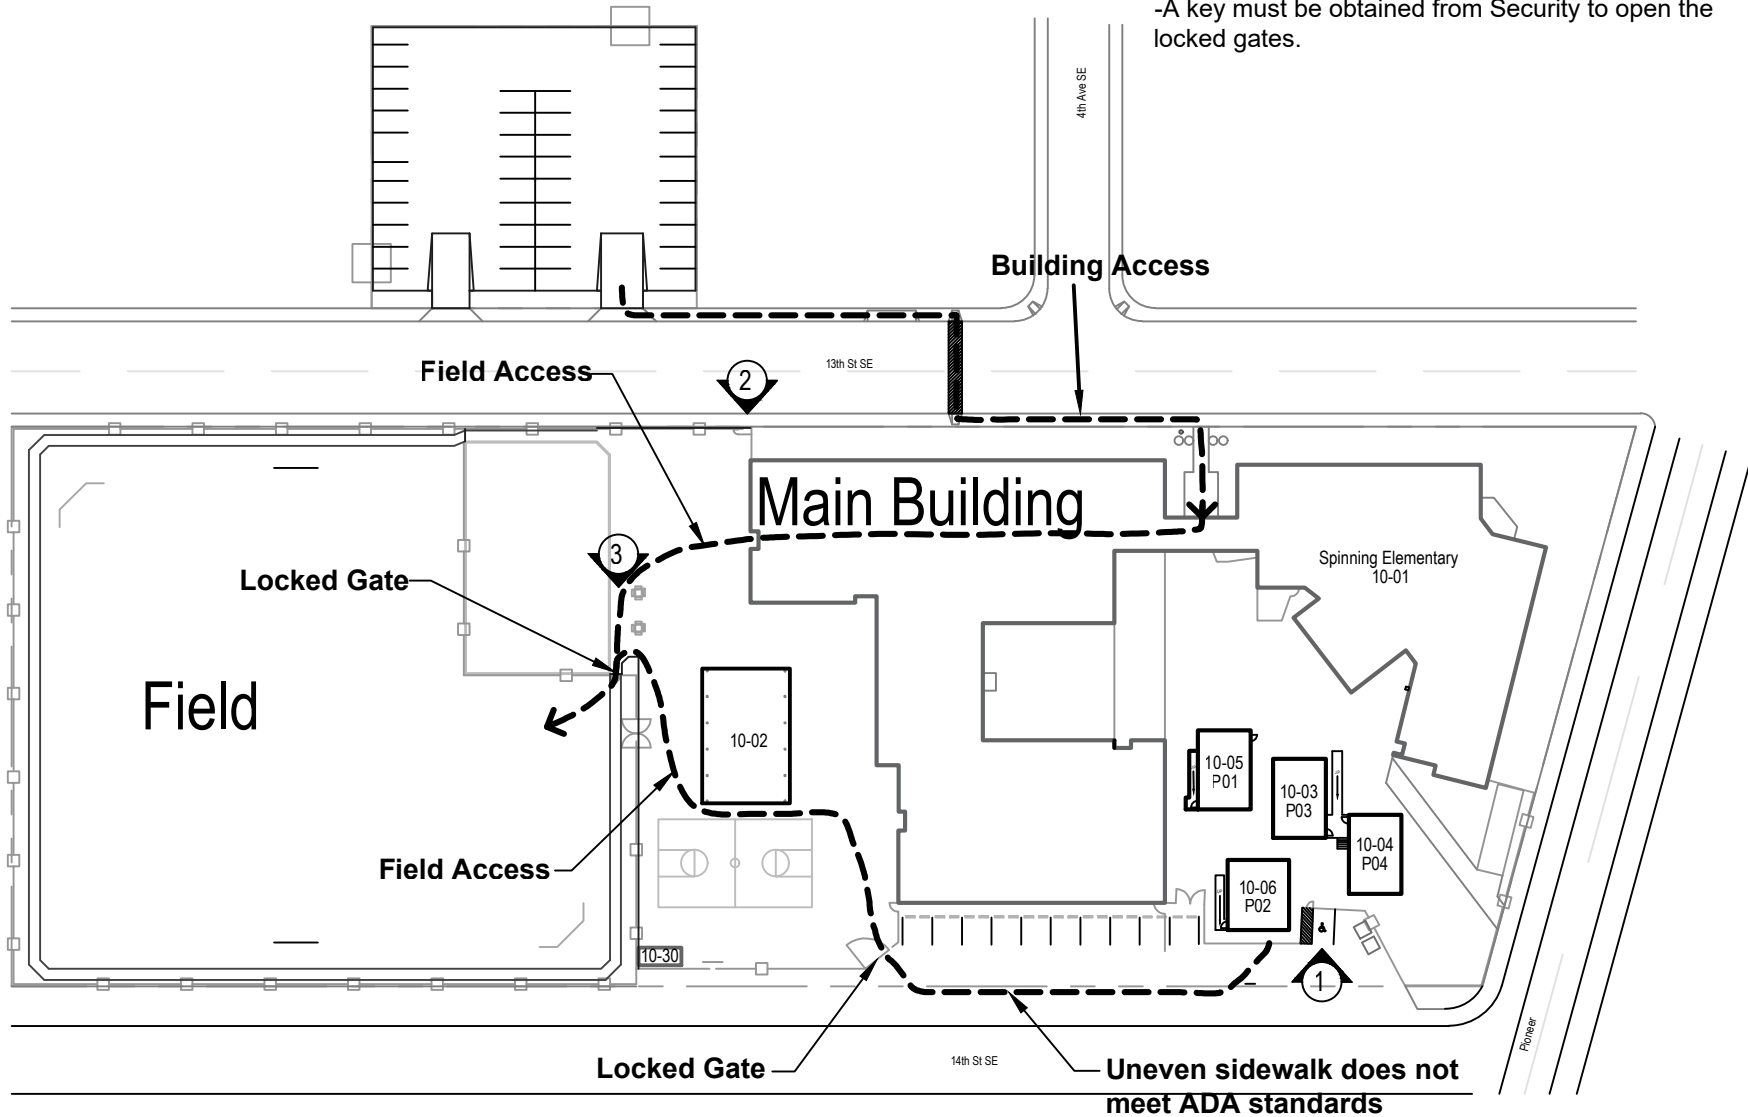 -A key must be obtained from Security to open the
locked gates.
4th Ave SE
Building Access
13th St SE
Field Access
2
Main Building
3
Locked Gate
Spinning Elementary
10-01
Field
10-02
10-05
P01
10-03
P03
10-04
P04
Field Access
10-06
P02
10-30
1
Pioneer
14th St SE
Locked Gate
Uneven sidewalk does not
meet ADA standards